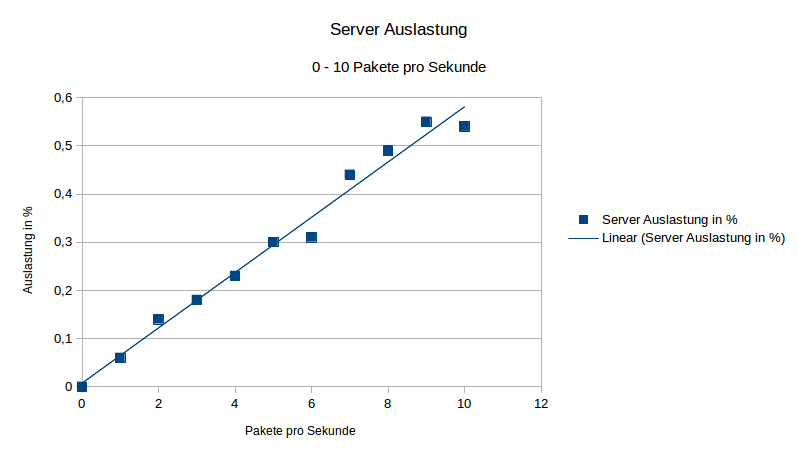 Server Auslastung
0 - 10 Pakete pro Sekunde
0,6
0,5
0,4
0,3
0,2
0,1
0
Auslastung in %
0 2 4 6 8 10 12
Pakete pro Sekunde
Server Auslastung in %
Linear (Server Auslastung in %)